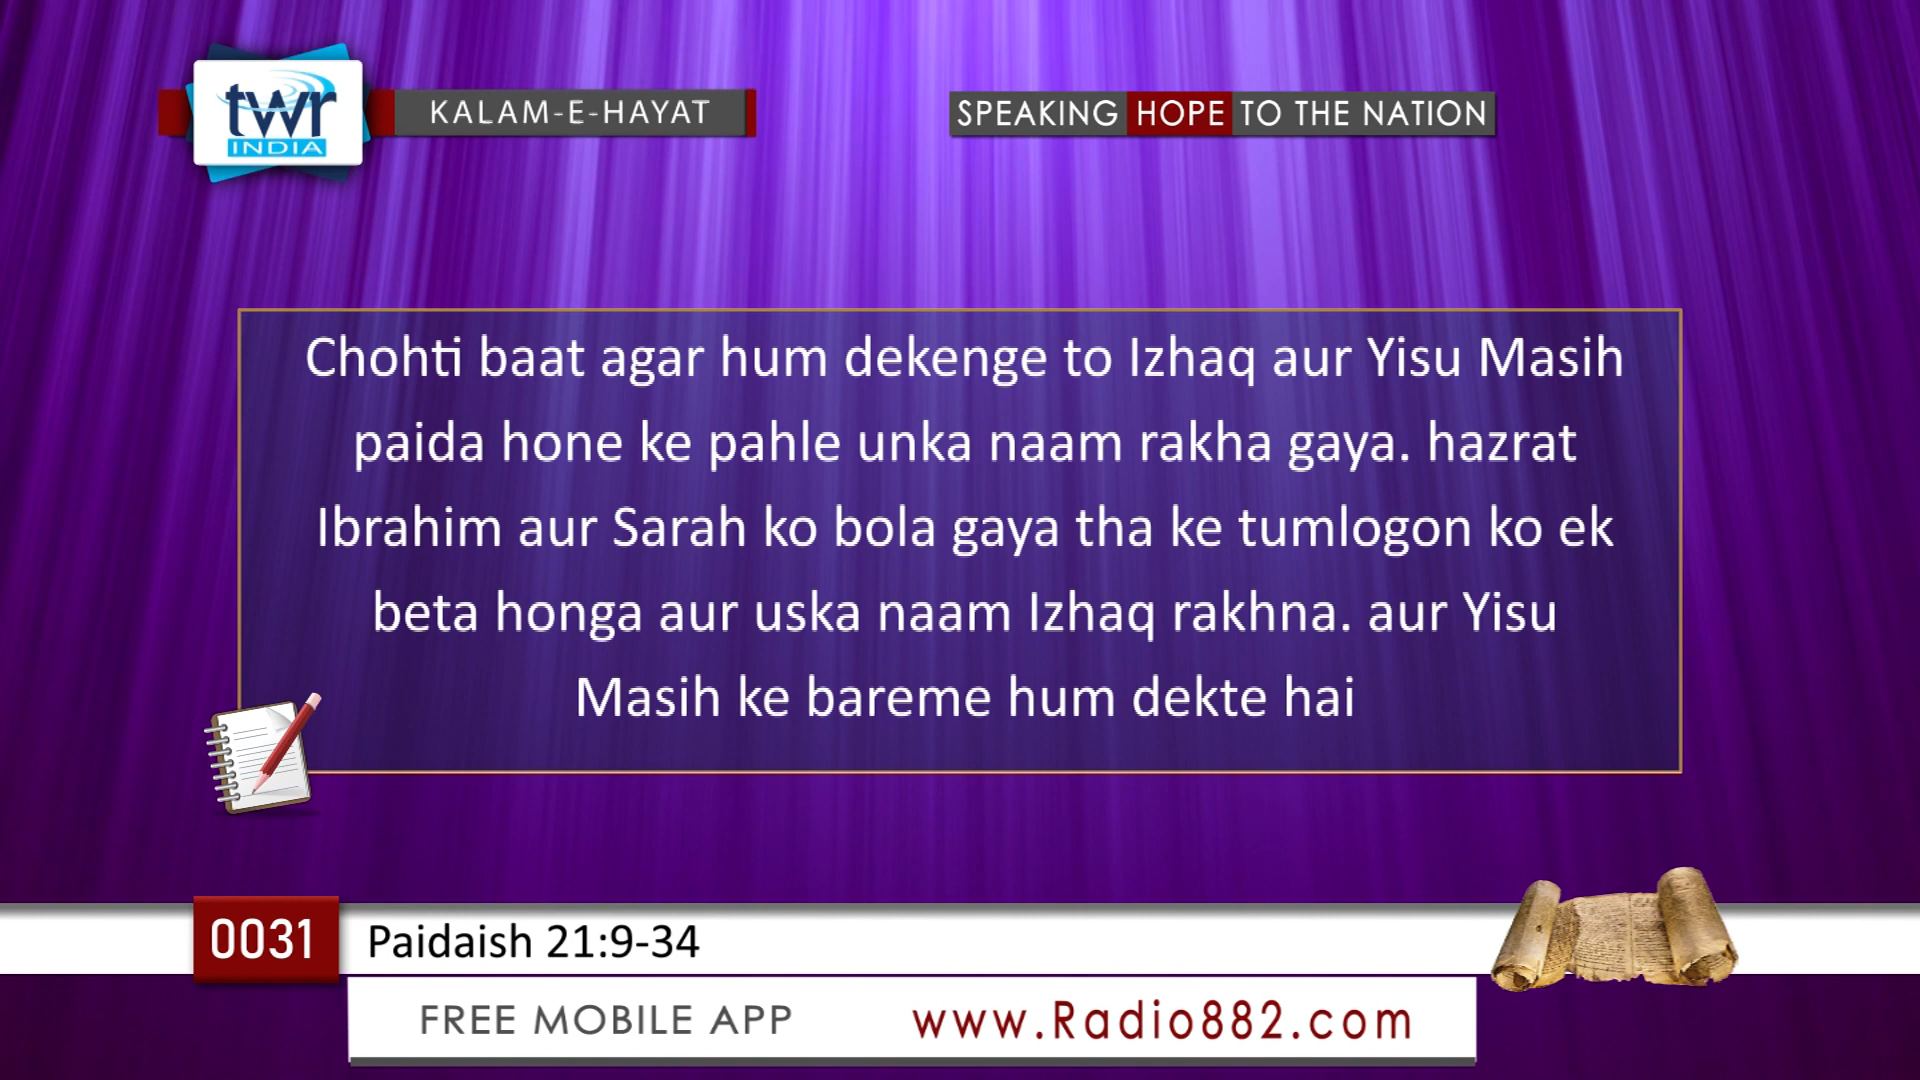 twr
INDIA
KALAM-E-HAYAT
SPEAKING HOPE TO THE NATION
Chohti baat agar hum dekenge to Izhaq aur Yisu Masih
paida hone ke pahle unka naam rakha gaya. hazrat
Ibrahim aur Sarah ko bola gaya tha ke tumlogon ko ek
beta honga aur uska naam Izhaq rakhna. aur Yisu
Masih ke bareme hum dekte hai
0031
Paidaish 21:9-34
FREE MOBILE APP
www.Radio882.com